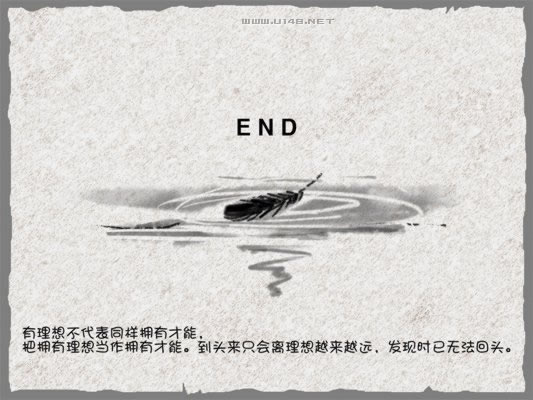 WWW.U148.NET
END
有理想不代表同样拥有才能，
把拥有理想当作拥有才能。到头来只会离理想越来越远，发现时已无法回头。